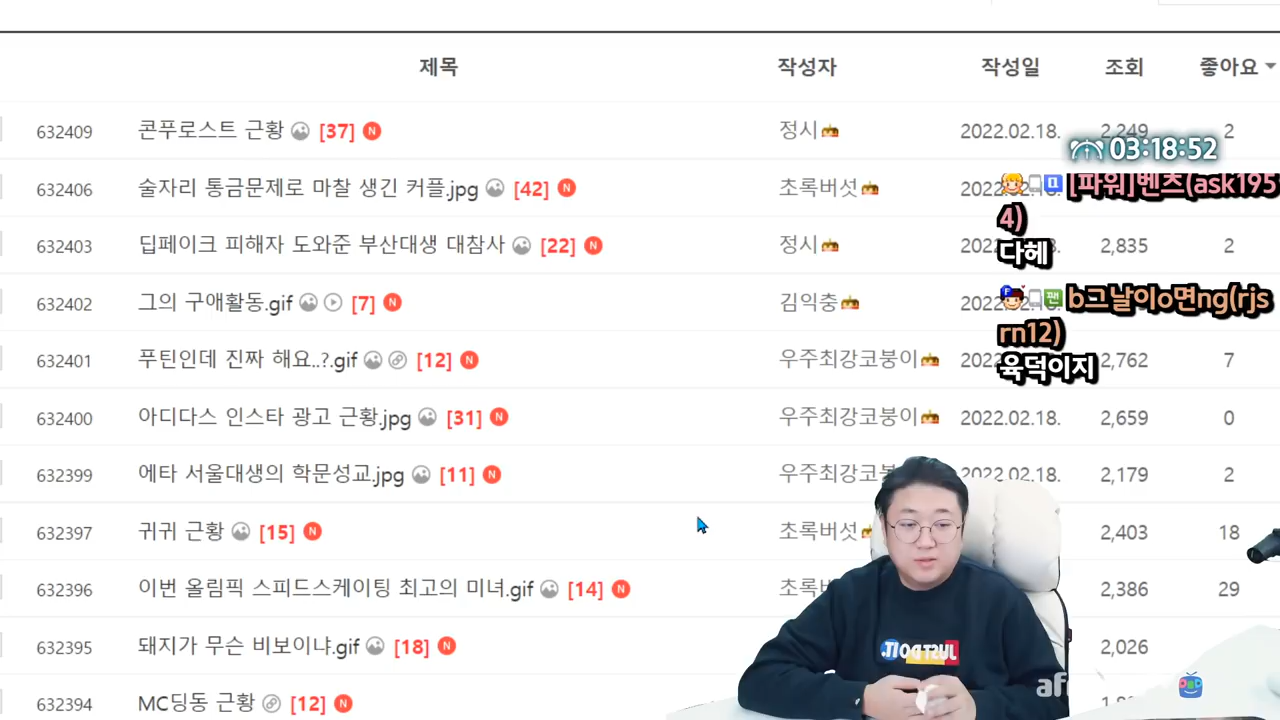 제목 작성자 작성일 조회 좋아요
632409 콘푸로스트 근황 [37] N 정시 2022.02.18. 2,249 2
03:18:52
632406 술자리 통금문제로 마찰 생긴 커플.jpg [42] N 초록버섯
[파워]벤츠(ask195
4)
다헤
632403 딥페이크 피해자 도와준 부산대생 대참사 [22] N 정시 2,835 2
632402 그의 구애활동.gif [7] N 김익충
팬 b그날이o면ng(rjs
rn12)
육덕이지
632401 푸틴인데 진짜 해요..?.gif [12] N 우주최강코붕이 2,762 7
632400 아디다스 인스타 광고 근황.jpg [31] N 우주최강코붕이 2022.02.18. 2,659 0
632399 에타 서울대생의 학문성교.jpg [11] N 우주최강코붕 2022.02.18. 2,179 2
632397 귀귀 근황 [15] N 초록버섯 2,403 18
632396 이번 올림픽 스피드스케이팅 최고의 미녀.gif [14] N 초록 2,386 29
632395 돼지가 무슨 비보이냐.gif [18] N 2,026
JUST DO IT.
632394 MC딩동 근황 [12] N
af